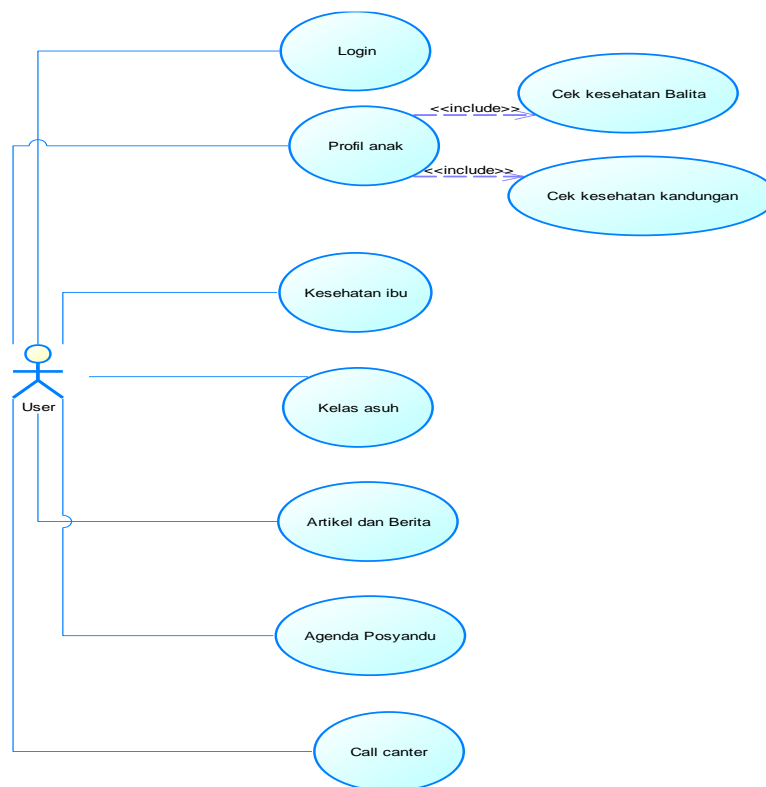 Login
Cek kesehatan Balita
<<include>>
Profil anak
<<include>>
Cek kesehatan kandungan
Kesehatan ibu
Kelas asuh
User
Artikel dan Berita
Agenda Posyandu
Call canter